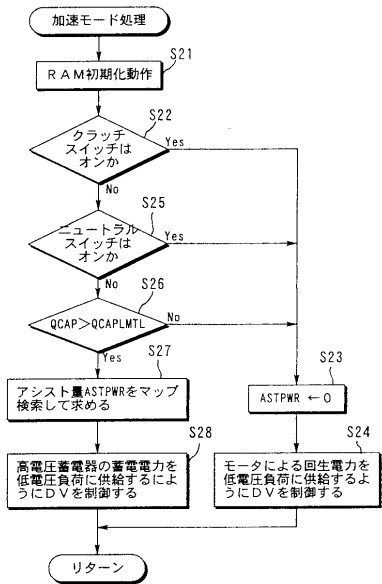 加速モード処理
S21
RAM初期化動作
S22
クラッチ
スイッチは
オンか
Yes
No
S25
ニュートラル
スイッチは
オンか
Yes
No
S26
QCAP>QCAPLMTL
No
Yes
S27
アシスト量ASTPWRをマップ
検索して求める
S23
ASTPWR ← 0
S28
高電圧蓄電器の蓄電電力を
低電圧負荷に供給するによ
うにDVを制御する
S24
モータによる回生電力を
低電圧負荷に供給するよ
うにDVを制御する
リターン